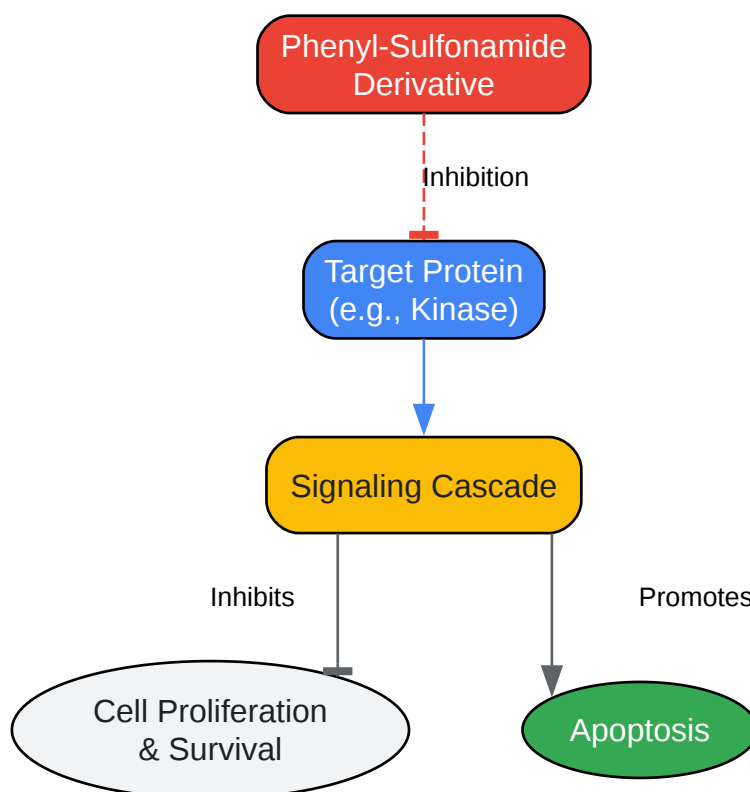 Phenyl-Sulfonamide
Derivative
Inhibition
Target Protein
(e.g., Kinase)
Signaling Cascade
Inhibits
Promotes
Cell Proliferation
& Survival
Apoptosis